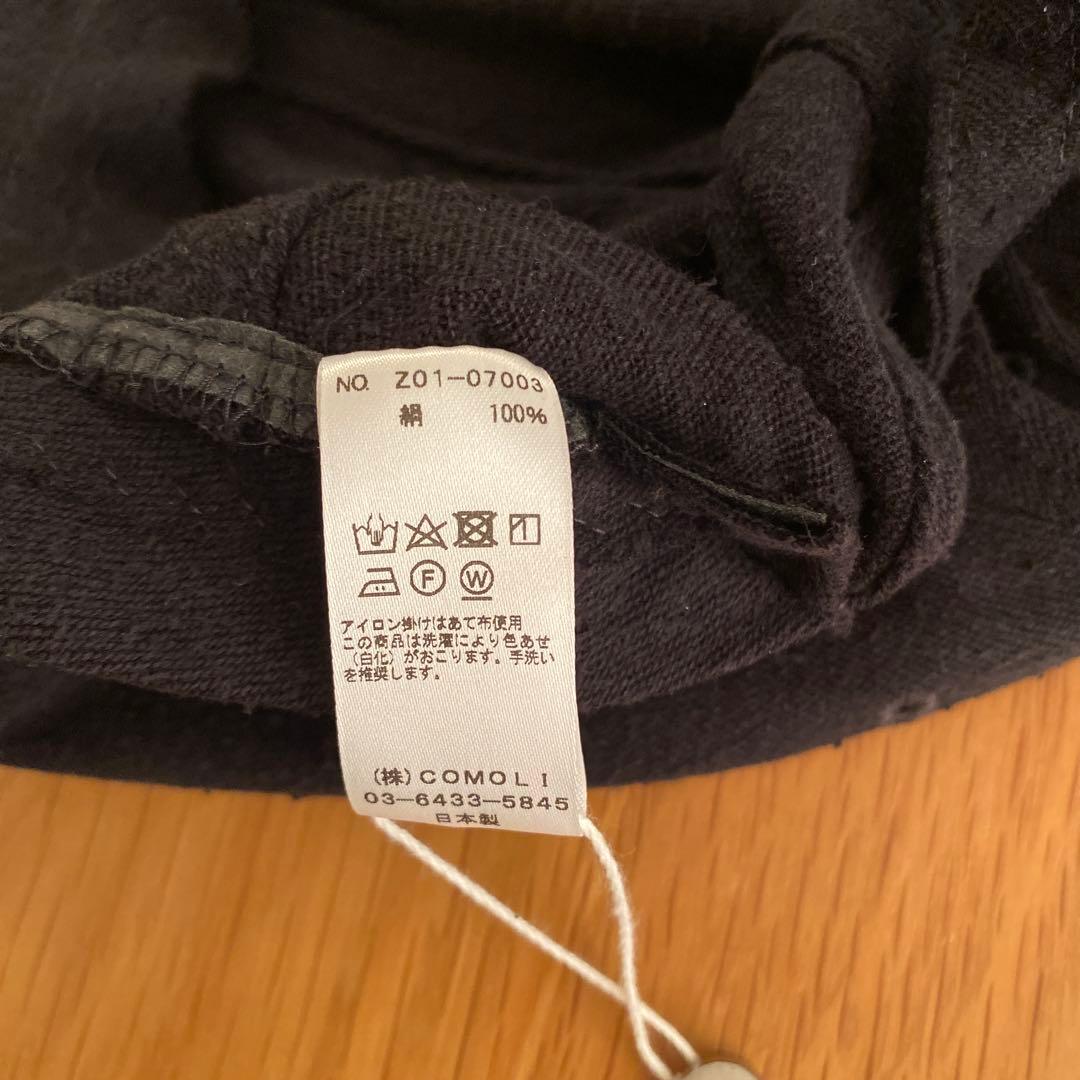 NO. Z01-07003
絹 100%
F W
アイロン掛けはあて布使用
この商品は洗濯により色あせ
(白化)がおこります。手洗い
を推奨します。
(株)COMOLI
03-6433-5845
日本製